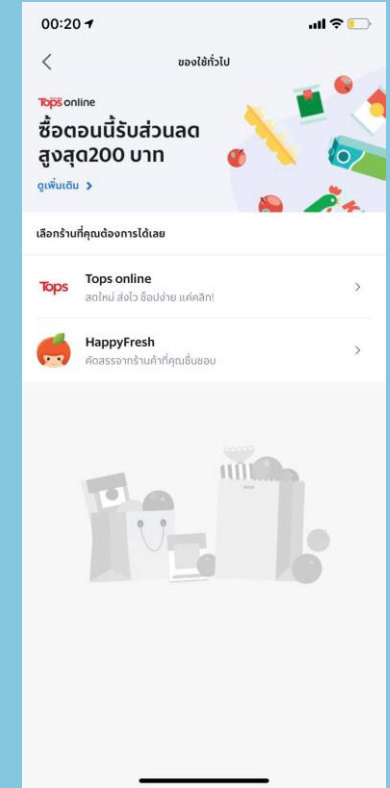 00:20
ของใช้ทั่วไป
Tops online
ซื้อตอนนี้รับส่วนลด
สูงสุด200 บาท
ดูเพิ่มเติม
เลือกร้านที่คุณต้องการได้เลย
Tops
Tops online
สดใหม่ ส่งไว ช็อปง่าย แค่คลิก!
HappyFresh
คัดสรรจากร้านค้าที่คุณชื่นชอบ